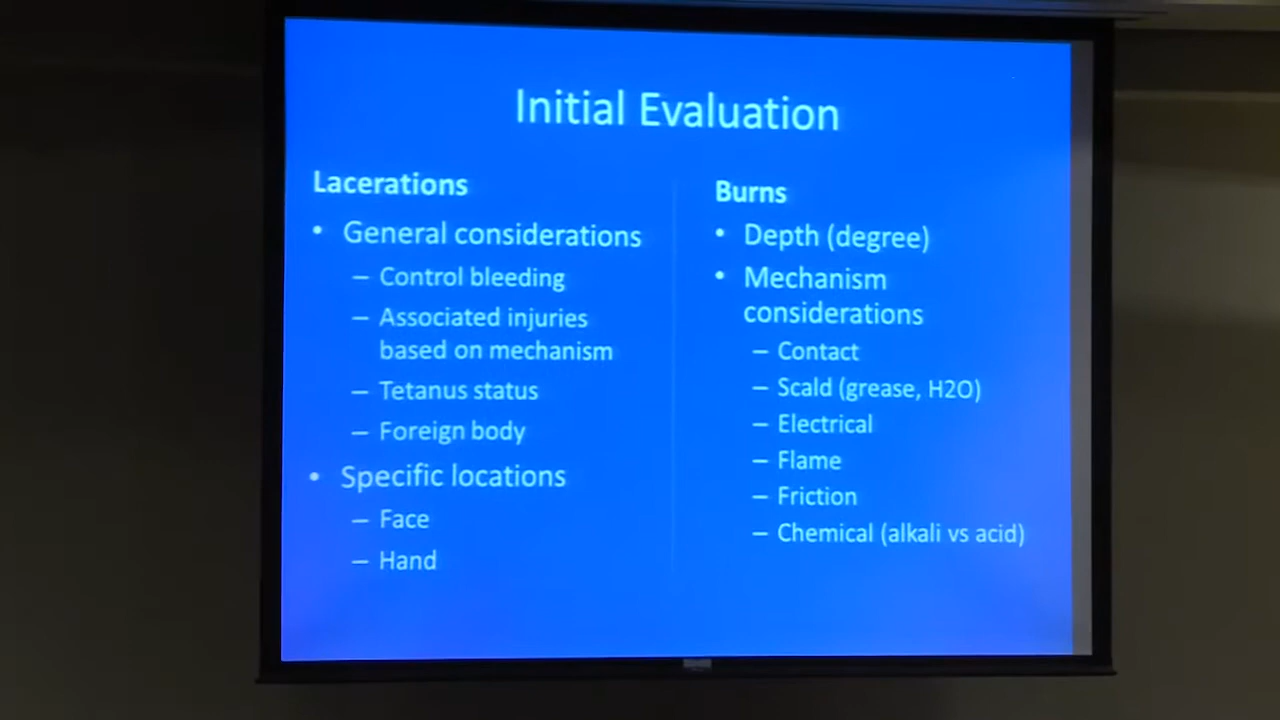 Initial Evaluation
Lacerations
• General considerations
– Control bleeding
– Associated injuries
based on mechanism
– Tetanus status
– Foreign body
• Specific locations
– Face
– Hand
Burns
• Depth (degree)
• Mechanism
considerations
– Contact
– Scald (grease, H2O)
– Electrical
– Flame
– Friction
– Chemical (alkali vs acid)